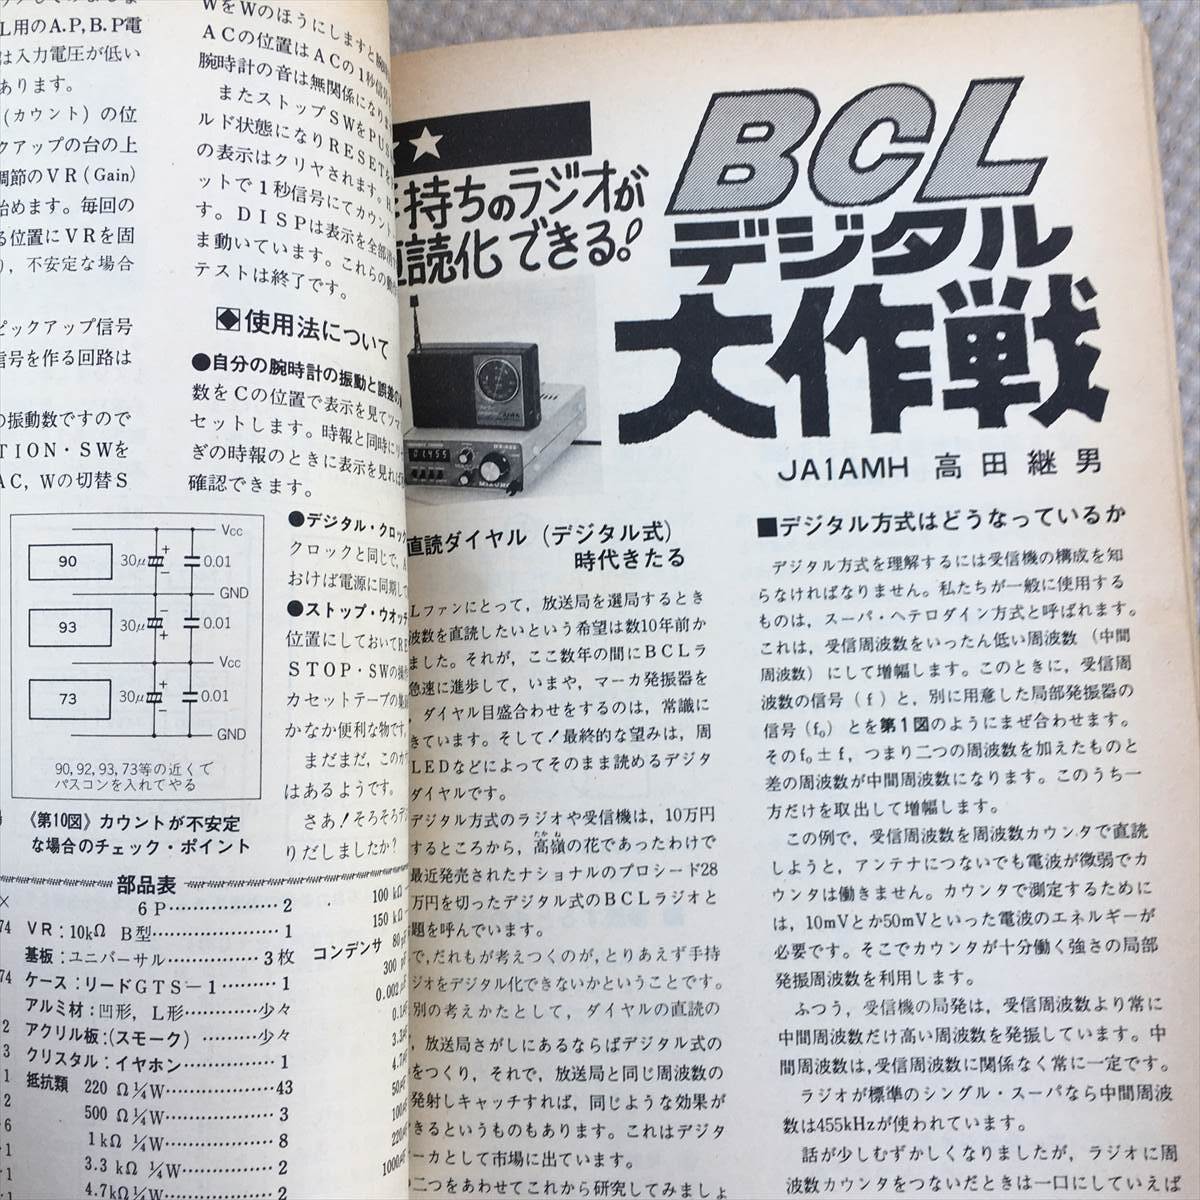 L用のA.P, B.P電
は入力電圧が低い
あります。
(カウント) の位
クアップの台の上
調節のVR (Gain)
始めます。毎回の
る位置にVRを固
), 不安定な場合
ピックアップ信号
信号を作る回路は
の振動数ですので
TION・SWを
AC, Wの切替S
WをWのほうにしますと腕
ACの位置はACの1秒信
腕時計の音は無関係になり
またストップSWをPUS
ルド状態になりRESET
の表示はクリヤされます。
ットで1秒信号にてカウント
す。DISPは表示を全部
ま動いています。これらの
テストは終了です。
◆使用法について
●自分の腕時計の振動と誤差の
数をCの位置で表示を見てツマ
セットします。時報と同時にリ
ぎの時報のときに表示を見れば
確認できます。
●デジタル・クロック
クロックと同じで,
おけば電源に同期し
●ストップ・ウォッチ
位置にしておいてRE
STOP・SWの操作
カセットテープの集
かなか便利な物です。
まだまだ, このカ
はあるようです。
さあ!そろそろデ
りだしましたか?
90
93
73
30μ
30μ
30μ
0.01
0.01
0.01
Vcc
GND
Vcc
GND
90, 92, 93, 73等の近くて
パスコンを入れてやる
《第10図》カウントが不安定
な場合のチェック・ポイント
部品表
6P………………2
VR:10kΩ B型………………1
基板:ユニバーサル………………3枚
ケース:リードGTS-1………1
アルミ材:凹形, L形…………少々
アクリル板:(スモーク) ………少々
クリスタル:イヤホン…………1
抵抗類 220 Ω¼W………………43
500 Ω¼W………………3
1kΩ ¼W………………8
3.3 kΩ ¼W………………2
4.7kΩ ¼W………………2
100 kΩ
150 kΩ
コンデンサ 80 p
300 p
0.002
持ちのラジオが
直読化できる!
BCL
デジタル
大作戦
JA1AMH 高田継男
01455
直読ダイヤル (デジタル式)
時代きたる
Lファンにとって, 放送局を選局するとき
波数を直読したいという希望は数10年前か
ました。それが, ここ数年の間にBCLラ
急速に進歩して, いまや, マーカ発振器を
, ダイヤル目盛合わせをするのは, 常識に
きています。そして!最終的な望みは, 周
LEDなどによってそのまま読めるデジタ
ダイヤルです。
デジタル方式のラジオや受信機は, 10万円
するところから, 高嶺の花であったわけで
最近発売されたナショナルのプロシード28
万円を切ったデジタル式のBCLラジオと
題を呼んでいます。
で, だれもが考えつくのが, とりあえず手持
ジオをデジタル化できないかということです。
別の考えかたとして, ダイヤルの直読の
, 放送局さがしにあるならばデジタル式の
をつくり, それで, 放送局と同じ周波数の
発射しキャッチすれば, 同じような効果が
きるというものもあります。これはデジタ
ーカとして市場に出ています。
二つをあわせてこれから研究してみましょ
■デジタル方式はどうなっているか
デジタル方式を理解するには受信機の構成を知
らなければなりません。私たちが一般に使用する
ものは, スーパ・ヘテロダイン方式と呼ばれます。
これは, 受信周波数をいったん低い周波数 (中間
周波数) にして増幅します。このときに, 受信周
波数の信号 (f) と, 別に用意した局部発振器の
信号 (f₀) とを第1図のようにまぜ合わせます。
そのf₀±f, つまり二つの周波数を加えたものと
差の周波数が中間周波数になります。このうち一
方だけを取出して増幅します。
この例で, 受信周波数を周波数カウンタで直読
しようと, アンテナにつないでも電波が微弱でカ
ウンタは働きません。カウンタで測定するために
は, 10mVとか50mVといった電波のエネルギーが
必要です。そこでカウンタが十分働く強さの局部
発振周波数を利用します。
ふつう, 受信機の局発は, 受信周波数より常に
中間周波数だけ高い周波数を発振しています。中
間周波数は, 受信周波数に関係なく常に一定です。
ラジオが標準のシングル・スーパなら中間周波
数は455kHzが使われています。
話が少しむずかしくなりましたが, ラジオに周
波数カウンタをつないだときは一口にしていえば